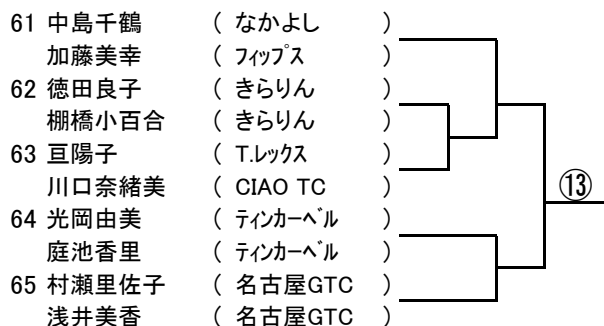 61 中島千鶴 ( なかよし )
加藤美幸 ( フィップス )
62 徳田良子 ( きらりん )
棚橋小百合 ( きらりん )
63 亘陽子 ( T.レックス )
川口奈緒美 ( CIAO TC )
⑬
64 光岡由美 ( ティンカーベル )
庭池香里 ( ティンカーベル )
65 村瀬里佐子 ( 名古屋GTC )
浅井美香 ( 名古屋GTC )